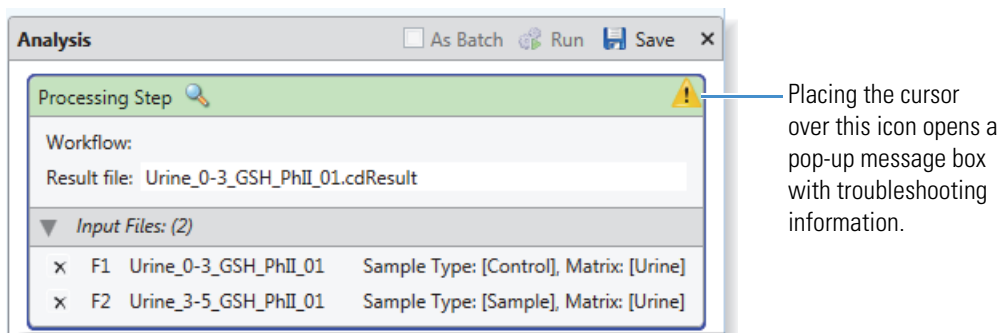 Analysis As Batch Run Save
Processing Step
Workflow:
Result file: Urine_0-3_GSH_PhII_01.cdResult
Input Files: (2)
F1 Urine_0-3_GSH_PhII_01 Sample Type: [Control], Matrix: [Urine]
F2 Urine_3-5_GSH_PhII_01 Sample Type: [Sample], Matrix: [Urine]
Placing the cursor
over this icon opens a
pop-up message box
with troubleshooting
information.